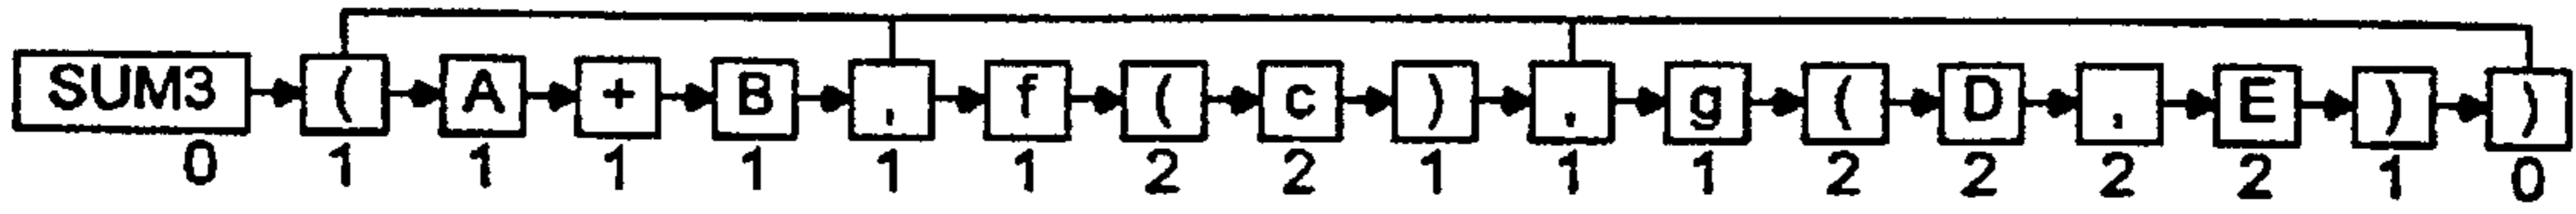 SUM3 ( A + B , f ( c ) , g ( D , E ) )
0 1 1 1 1 1 1 2 2 1 1 1 2 2 2 2 1 0